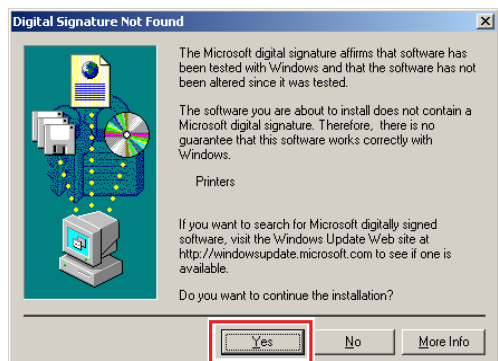 Digital Signature Not Found
The Microsoft digital signature affirms that software has
been tested with Windows and that the software has not
been altered since it was tested.
The software you are about to install does not contain a
Microsoft digital signature. Therefore,  there is no
guarantee that this software works correctly with
Windows.
Printers
If you want to search for Microsoft digitally signed
software, visit the Windows Update Web site at
http://windowsupdate.microsoft.com to see if one is
available.
Do you want to continue the installation?
Yes No More Info